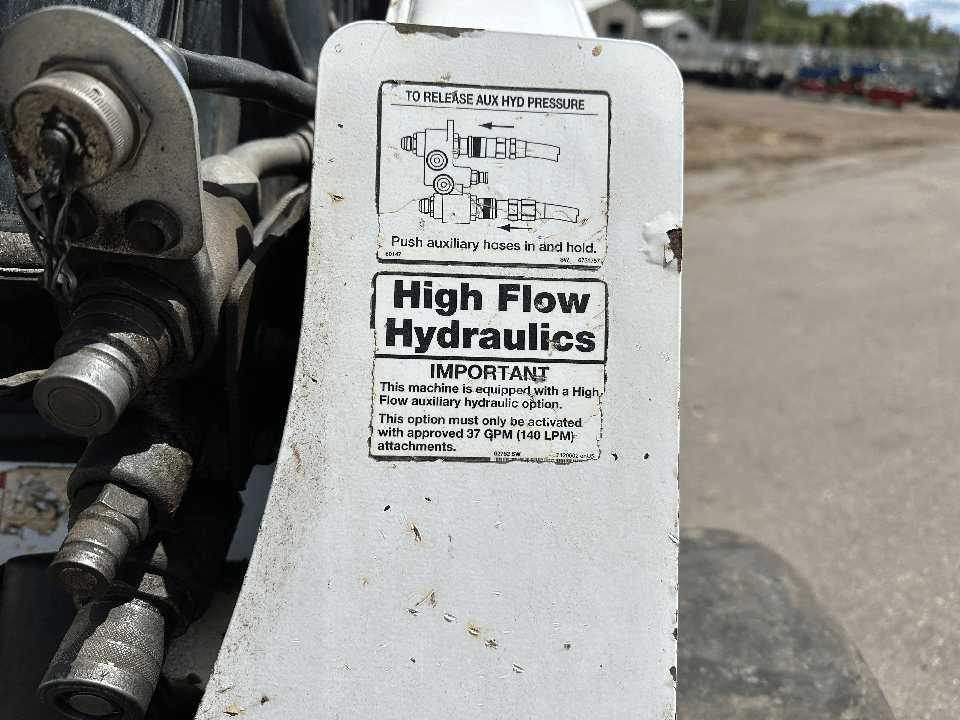 TO RELEASE AUX HYD PRESSURE
Push auxiliary hoses in and hold.
High Flow
Hydraulics
IMPORTANT
This machine is equipped with a High
Flow auxiliary hydraulic option.
This option must only be activated
with approved 37 GPM (140 LPM)
attachments.